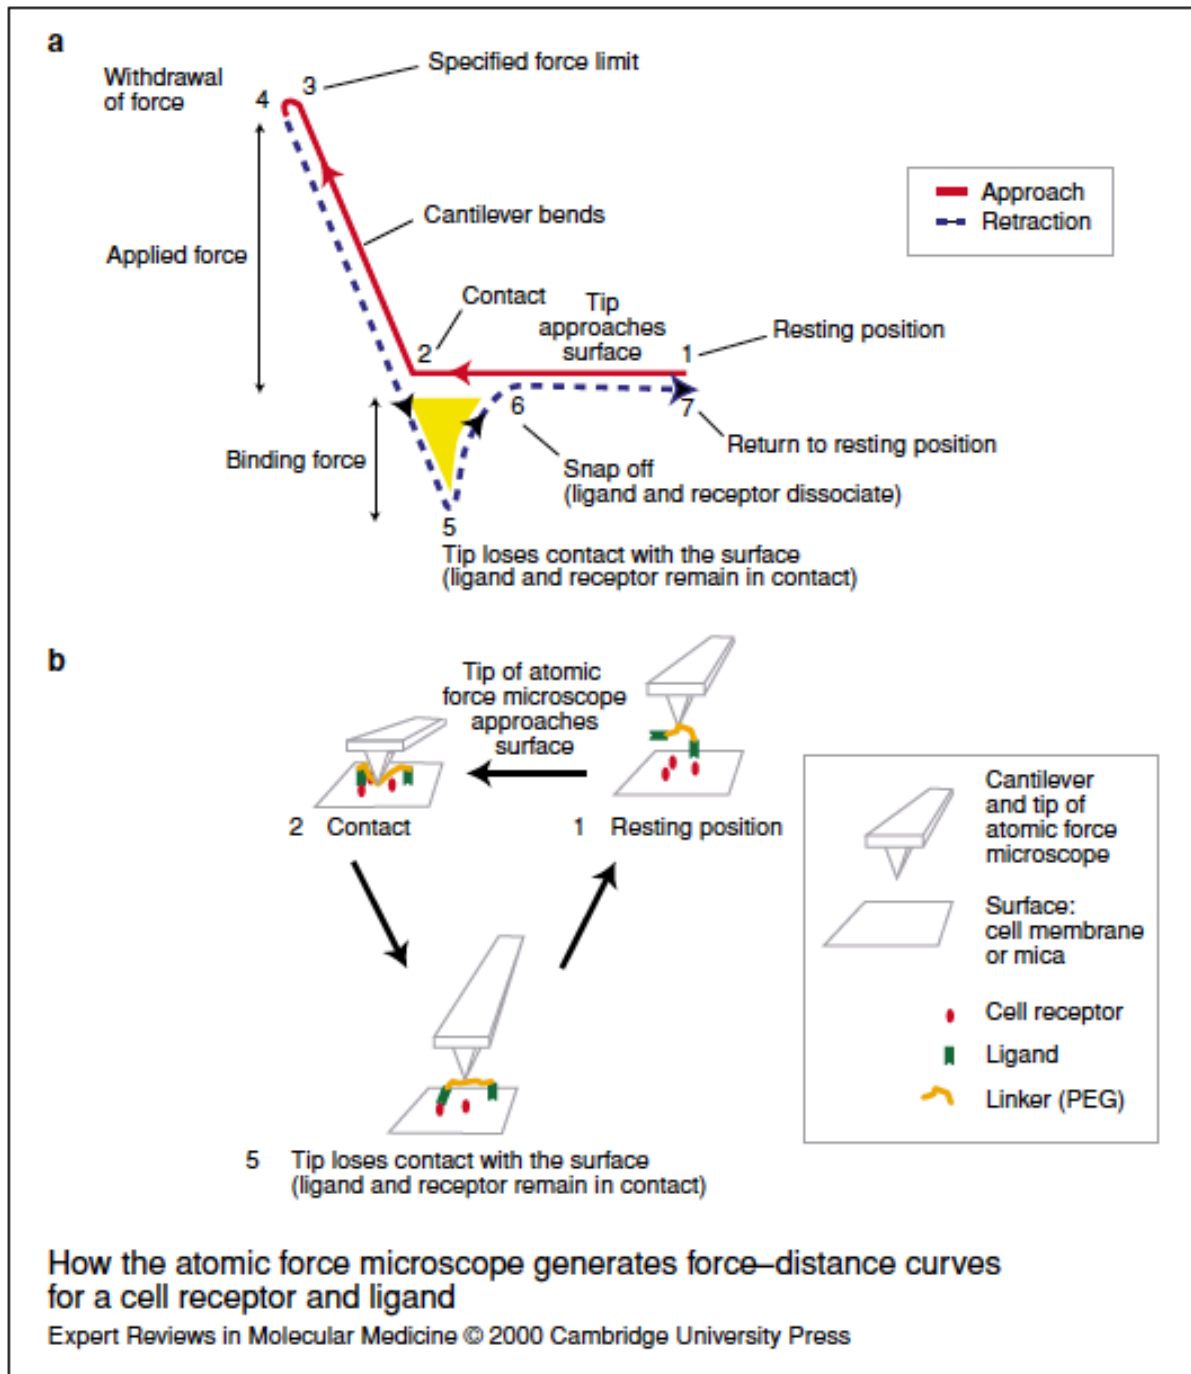 a
Withdrawal
of force
4
3
Specified force limit
Approach
Retraction
Cantilever bends
Applied force
Contact
2
Tip
approaches
surface
1
Resting position
6
7
Return to resting position
Binding force
Snap off
(ligand and receptor dissociate)
5
Tip loses contact with the surface
(ligand and receptor remain in contact)
b
Tip of atomic
force microscope
approaches
surface
2 Contact
1 Resting position
Cantilever
and tip of
atomic force
microscope
Surface:
cell membrane
or mica
Cell receptor
Ligand
Linker (PEG)
5 Tip loses contact with the surface
(ligand and receptor remain in contact)
How the atomic force microscope generates force–distance curves
for a cell receptor and ligand
Expert Reviews in Molecular Medicine © 2000 Cambridge University Press